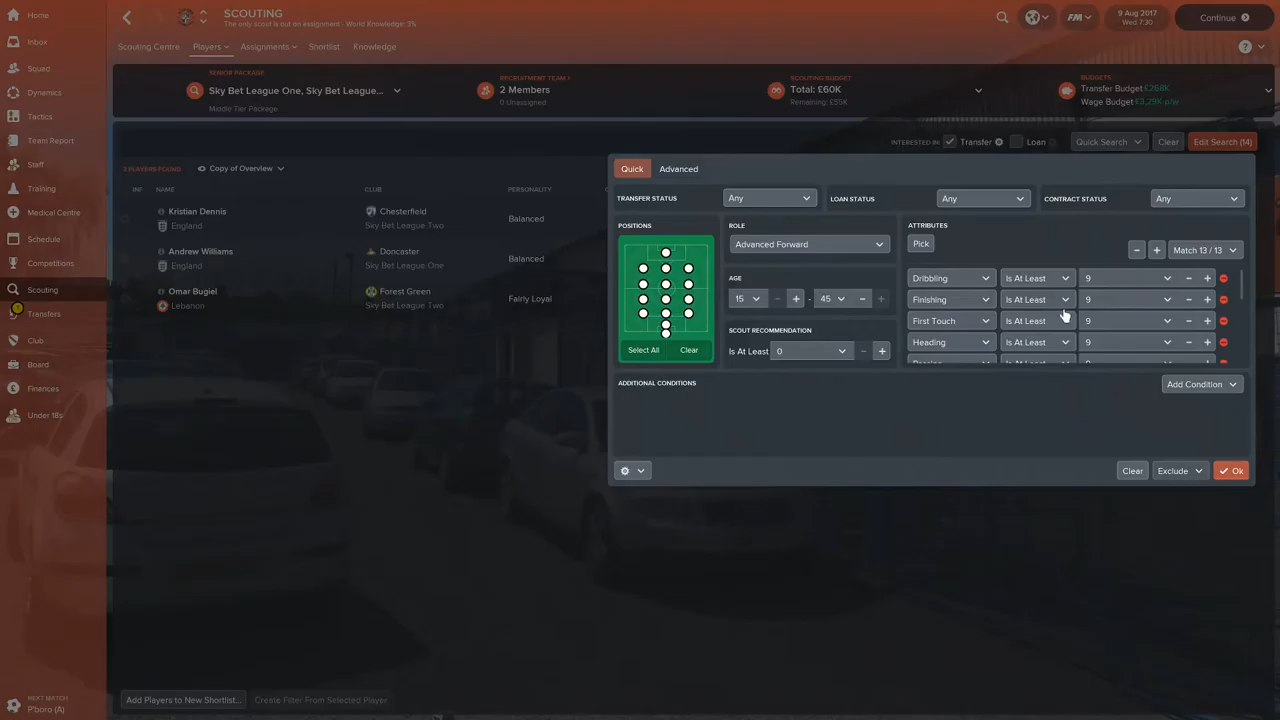 Home
Inbox
Squad
Dynamics
Tactics
Team Report
Staff
Training
Medical Centre
Schedule
Competitions
Scouting
Transfers
Club
Board
Finances
Under 18s
NEXT MATCH
P'boro (A)
SCOUTING
The only scout is out on assignment - World Knowledge: 3%
FM
9 Aug 2017
Wed 7:30
Continue
Scouting Centre
Players
Assignments
Shortlist
Knowledge
?
SENIOR PACKAGE
Sky Bet League One, Sky Bet League...
Middle Tier Package
RECRUITMENT TEAM >
2 Members
0 Unassigned
SCOUTING BUDGET
Total: £60K
Remaining: £55K
BUDGETS
Transfer Budget £268K
Wage Budget £3,29K p/w
INTERESTED IN:
Transfer
Loan
Quick Search
Clear
Edit Search (14)
3 PLAYERS FOUND
Copy of Overview
INF
NAME
CLUB
PERSONALITY
Kristian Dennis
England
Chesterfield
Sky Bet League Two
Balanced
Andrew Williams
England
Doncaster
Sky Bet League One
Balanced
Omar Bugiel
Lebanon
Forest Green
Sky Bet League Two
Fairly Loyal
Quick
Advanced
TRANSFER STATUS
Any
LOAN STATUS
Any
CONTRACT STATUS
Any
POSITIONS
Select All
Clear
ROLE
Advanced Forward
AGE
15
+
-
45
−
+
SCOUT RECOMMENDATION
Is At Least
0
−
+
ATTRIBUTES
Pick
−
+
Match 13 / 13
Dribbling Is At Least 9 − +
Finishing Is At Least 9 − +
First Touch Is At Least 9 − +
Heading Is At Least 9 − +
ADDITIONAL CONDITIONS
Add Condition
Clear
Exclude
Ok
Add Players to New Shortlist...
Create Filter From Selected Player